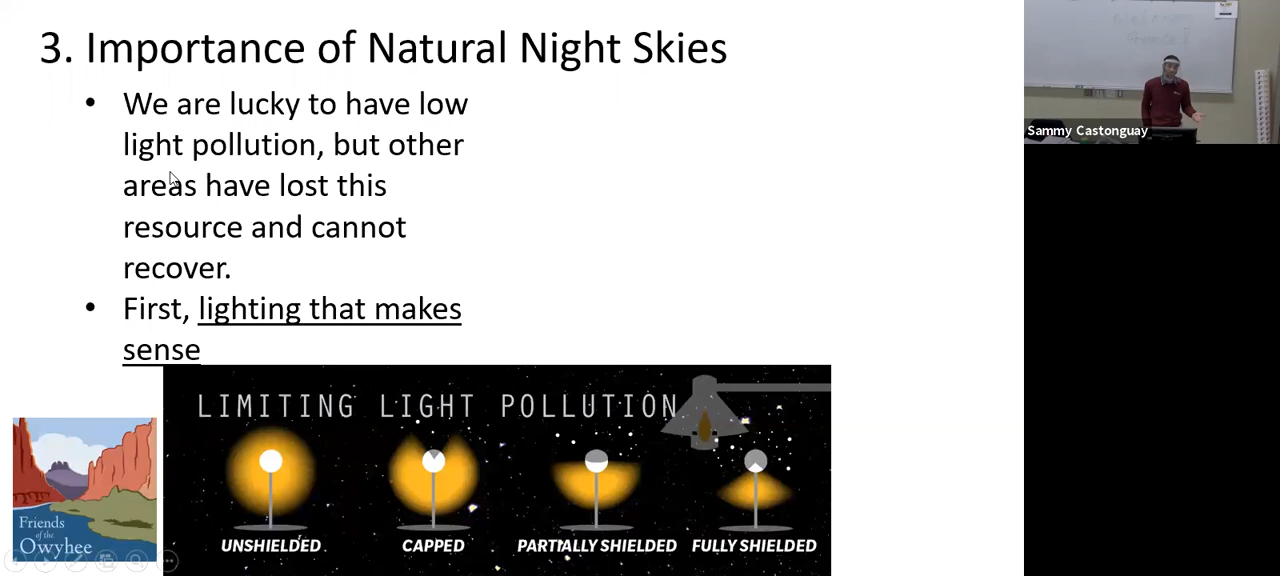 3. Importance of Natural Night Skies
• We are lucky to have low
light pollution, but other
areas have lost this
resource and cannot
recover.
• First, lighting that makes
sense
LIMITING LIGHT POLLUTION
UNSHIELDED
CAPPED
PARTIALLY SHIELDED
FULLY SHIELDED
Friends
of the
Owyhee
Sammy Castonguay